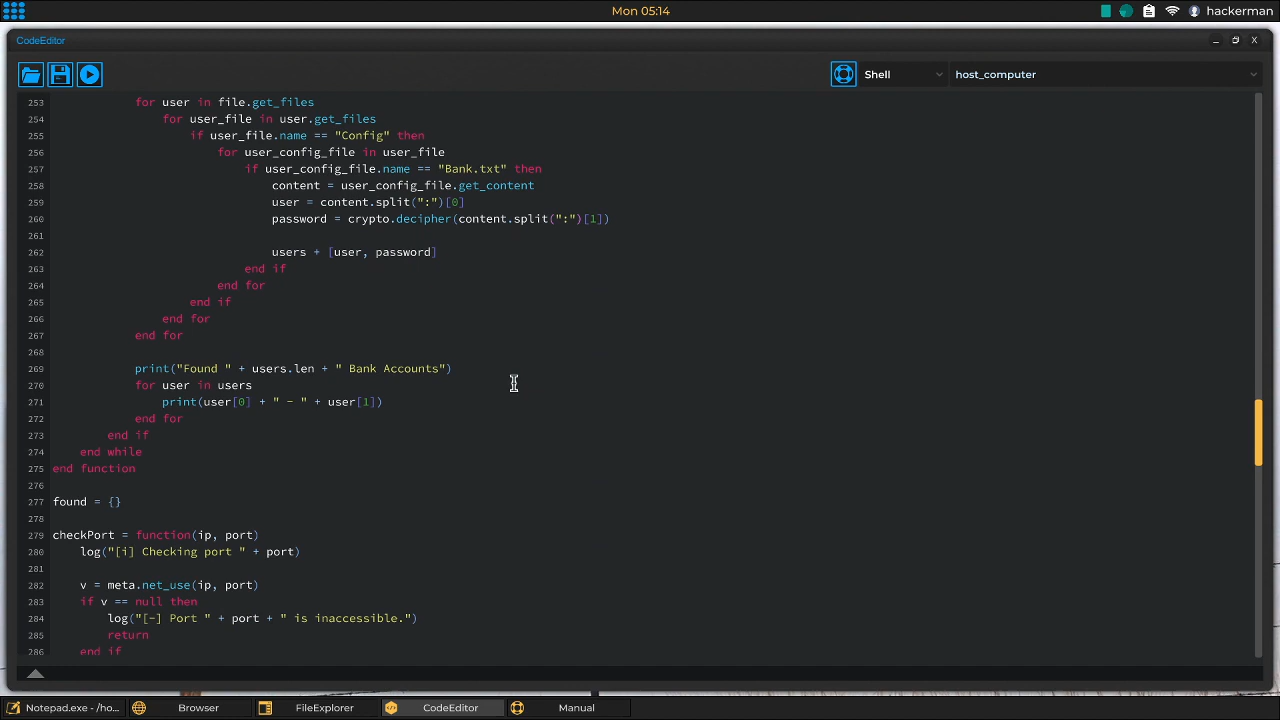 Mon 05:14
hackerman
CodeEditor
Shell
host_computer
253 for user in file.get_files
254 for user_file in user.get_files
255 if user_file.name == "Config" then
256 for user_config_file in user_file
257 if user_config_file.name == "Bank.txt" then
258 content = user_config_file.get_content
259 user = content.split(":")[0]
260 password = crypto.decipher(content.split(":")[1])
261
262 users + [user, password]
263 end if
264 end for
265 end if
266 end for
267 end for
268
269 print("Found " + users.len + " Bank Accounts")
270 for user in users
271 print(user[0] + " - " + user[1])
272 end for
273 end if
274 end while
275 end function
276
277 found = {}
278
279 checkPort = function(ip, port)
280 log("[i] Checking port " + port)
281
282 v = meta.net_use(ip, port)
283 if v == null then
284 log("[-] Port " + port + " is inaccessible.")
285 return
286 end if
Notepad.exe - /ho...
Browser
FileExplorer
CodeEditor
Manual